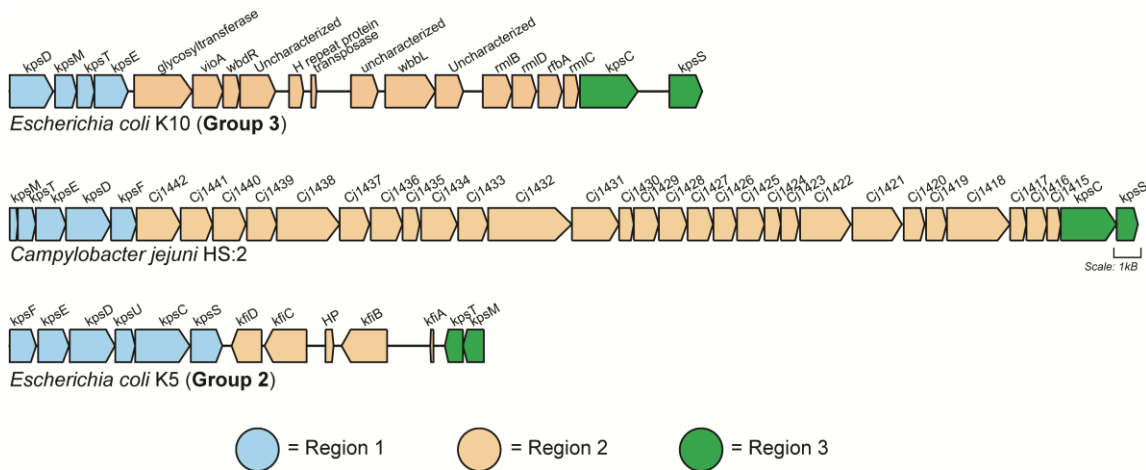 kpsD kpsM kpsT kpsE glycosyltransferase vioA wbdR Uncharacterized H repeat protein transposase uncharacterized wbbL Uncharacterized rmlB rmlD rfbA rmlC kpsC kpsS
Escherichia coli K10 (Group 3)
kpsM kpsT kpsE kpsD kpsF Cj1442 Cj1441 Cj1440 Cj1439 Cj1438 Cj1437 Cj1436 Cj1435 Cj1434 Cj1433 Cj1432 Cj1431 Cj1430 Cj1429 Cj1428 Cj1427 Cj1426 Cj1425 Cj1424 Cj1423 Cj1422 Cj1421 Cj1420 Cj1419 Cj1418 Cj1417 Cj1416 Cj1415 kpsC kpsS
Campylobacter jejuni HS:2
Scale: 1kB
kpsF kpsE kpsD kpsU kpsC kpsS kfiD kfiC HP kfiB kfiA kpsT kpsM
Escherichia coli K5 (Group 2)
= Region 1 = Region 2 = Region 3